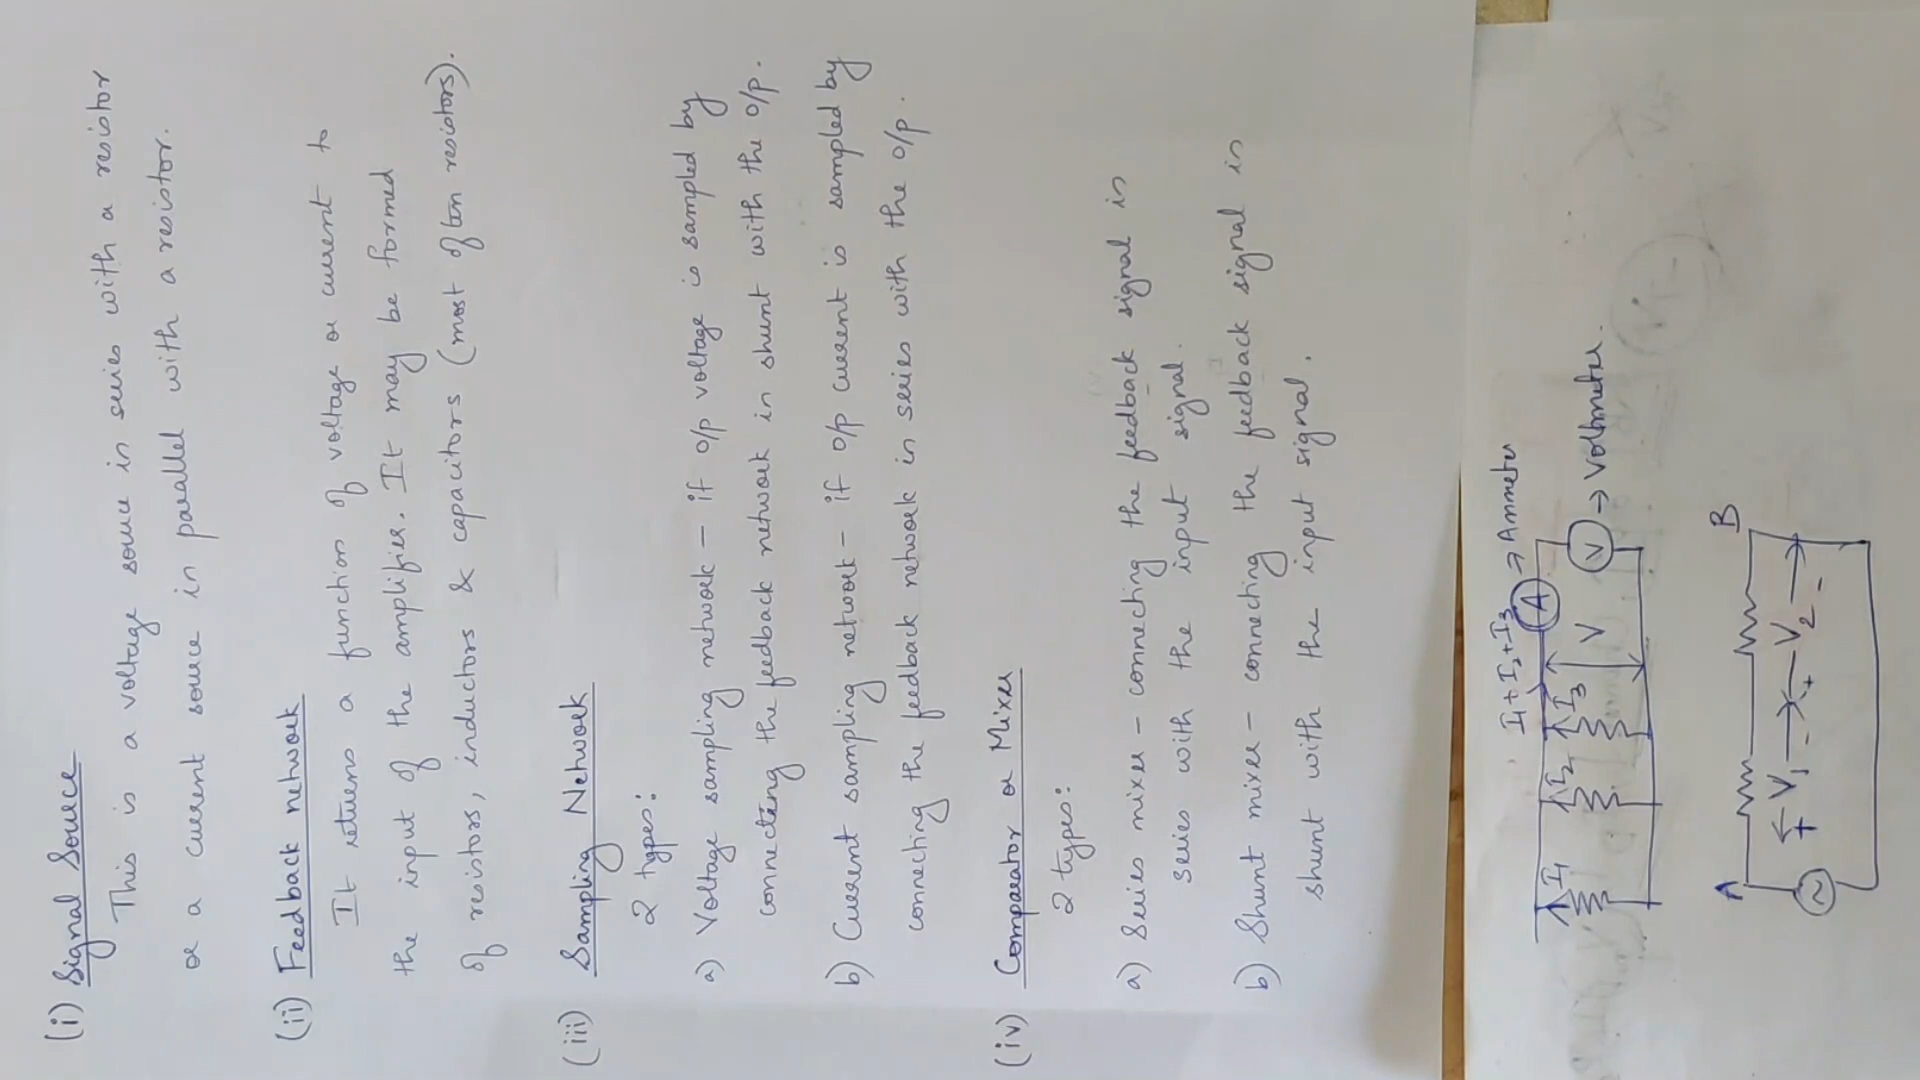 (i) Signal Source
This is a voltage source in series with a resistor
or a current source in parallel with a resistor.
(ii) Feedback network
It returns a function of voltage or current to
the input of the amplifier. It may be formed
of resistors, inductors & capacitors (most often resistors).
(iii) Sampling Network
2 types:
a) Voltage sampling network - if o/p voltage is sampled by
connecting the feedback network in shunt with the o/p.
b) Current sampling network - if o/p current is sampled by
connecting the feedback network in series with the o/p.
(iv) Comparator or Mixer
2 types:
a) Series mixer - connecting the feedback signal in
series with the input signal.
b) Shunt mixer - connecting the feedback signal in
shunt with the input signal.
I1+I2+I3 → Ammeter
A
I1 I2 I3 V V → Voltmeter.
A B
+ V1 - + V2 -